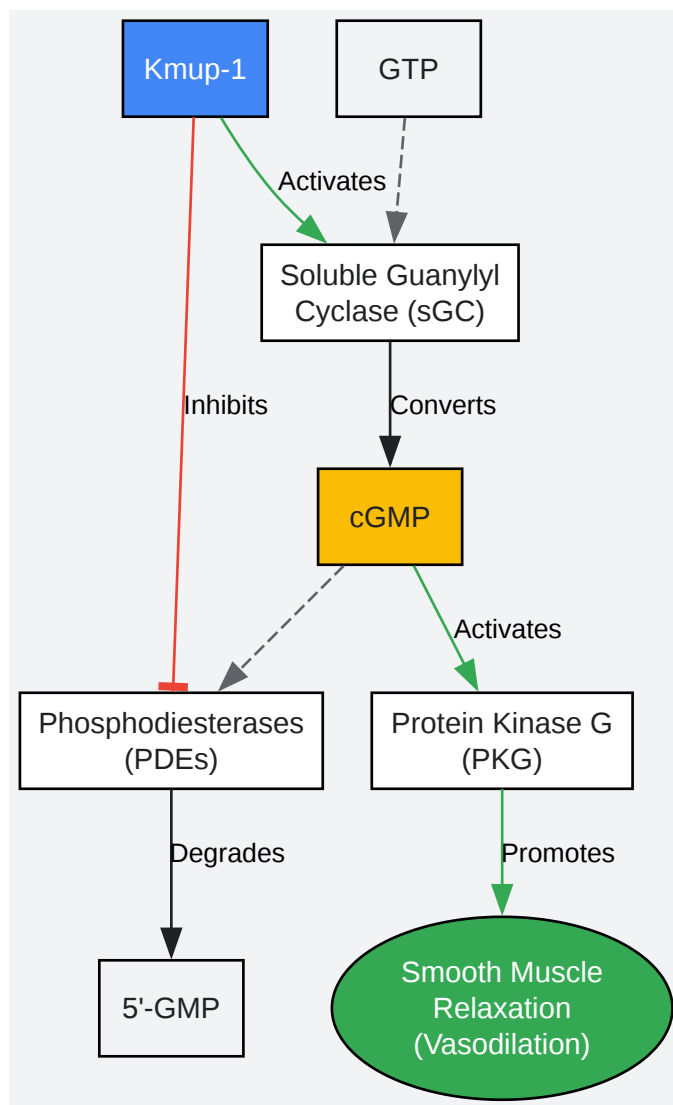 Kmup-1
GTP
Activates
Soluble Guanylyl
Cyclase (sGC)
Inhibits
Converts
cGMP
Activates
Phosphodiesterases
(PDEs)
Protein Kinase G
(PKG)
Degrades
Promotes
5'-GMP
Smooth Muscle
Relaxation
(Vasodilation)